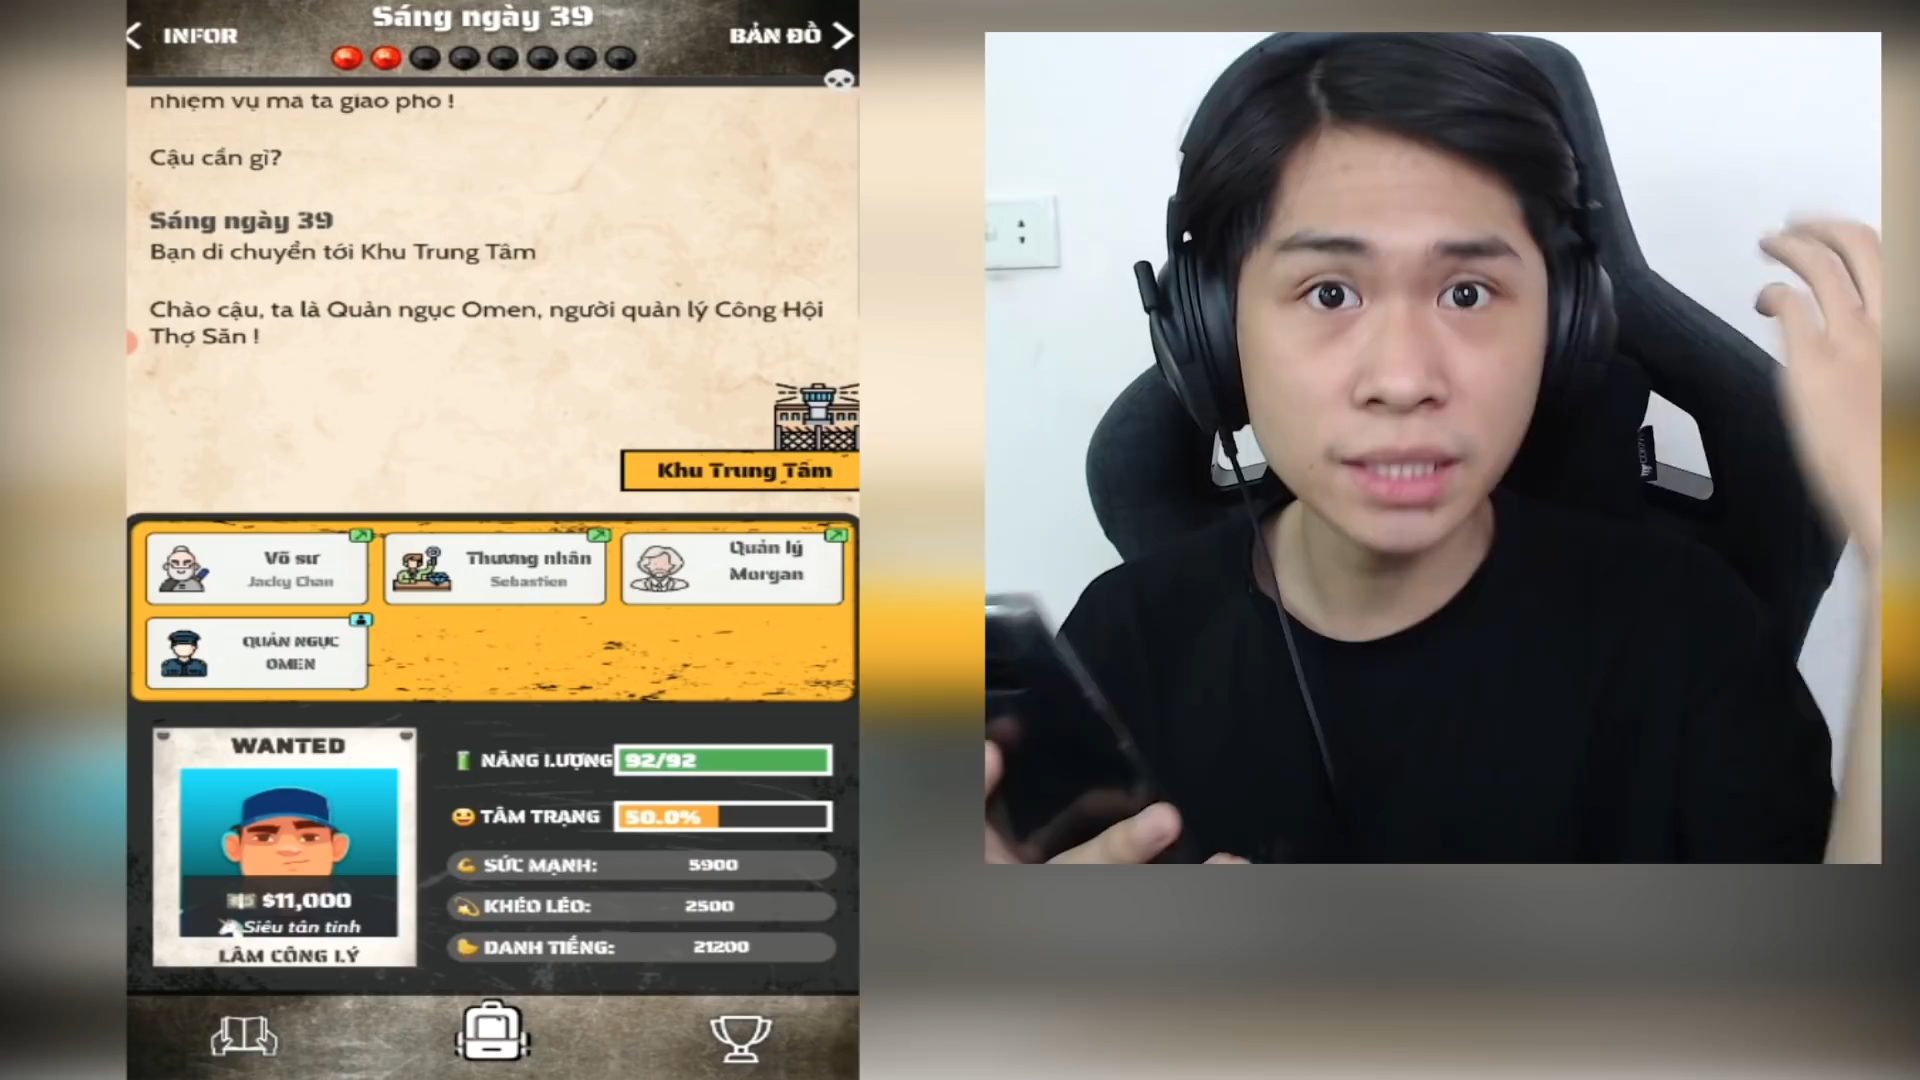 Sáng ngày 39
INFOR
BẢN ĐỒ
nhiệm vụ mà ta giao phó !
Cậu cần gì?
Sáng ngày 39
Bạn di chuyển tới Khu Trung Tâm
Chào cậu, ta là Quản ngục Omen, người quản lý Công Hội
Thợ Săn !
Khu Trung Tâm
Võ sư
Jacky Chan
Thương nhân
Sebastien
Quản lý
Morgan
QUẢN NGỤC
OMEN
WANTED
$11,000
Siêu tân tinh
LÂM CÔNG LÝ
NĂNG LƯỢNG
92/92
TÂM TRẠNG
50.0%
SỨC MẠNH:
5900
KHÉO LÉO:
2500
DANH TIẾNG:
21200